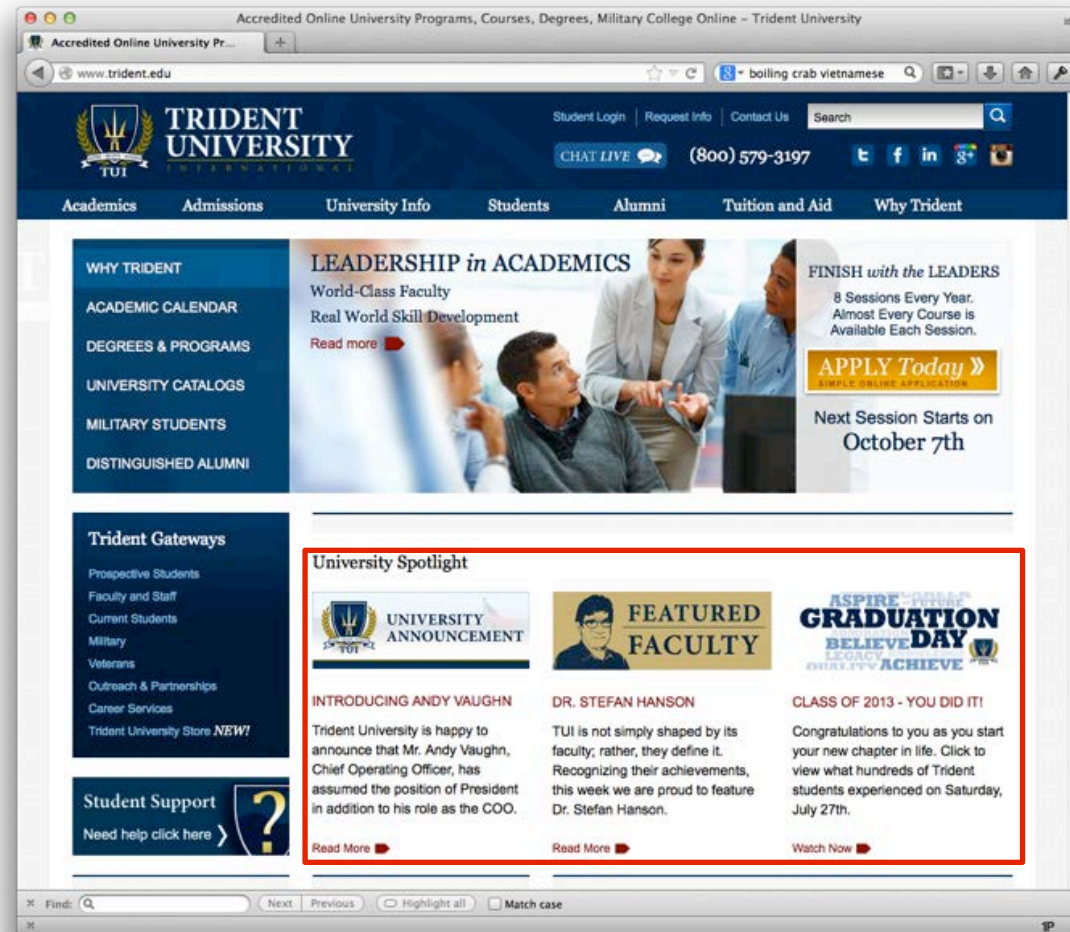 Accredited Online University Programs, Courses, Degrees, Military College Online – Trident University
Accredited Online University Pr...
www.trident.edu
boiling crab vietnamese
TRIDENT
UNIVERSITY
INTERNATIONAL
TUI
Student Login
Request Info
Contact Us
Search
CHAT LIVE
(800) 579-3197
Academics
Admissions
University Info
Students
Alumni
Tuition and Aid
Why Trident
WHY TRIDENT
ACADEMIC CALENDAR
DEGREES & PROGRAMS
UNIVERSITY CATALOGS
MILITARY STUDENTS
DISTINGUISHED ALUMNI
LEADERSHIP in ACADEMICS
World-Class Faculty
Real World Skill Development
Read more
FINISH with the LEADERS
8 Sessions Every Year.
Almost Every Course is
Available Each Session.
APPLY Today »
SIMPLE ONLINE APPLICATION
Next Session Starts on
October 7th
Trident Gateways
Prospective Students
Faculty and Staff
Current Students
Military
Veterans
Outreach & Partnerships
Career Services
Trident University Store NEW!
Student Support
Need help click here
?
University Spotlight
TUI
UNIVERSITY
ANNOUNCEMENT
INTRODUCING ANDY VAUGHN
Trident University is happy to
announce that Mr. Andy Vaughn,
Chief Operating Officer, has
assumed the position of President
in addition to his role as the COO.
Read More
FEATURED
FACULTY
DR. STEFAN HANSON
TUI is not simply shaped by its
faculty; rather, they define it.
Recognizing their achievements,
this week we are proud to feature
Dr. Stefan Hanson.
Read More
ASPIRE FUTURE
GRADUATION
BELIEVE DAY
LEGACY
QUALITY ACHIEVE
CLASS OF 2013 - YOU DID IT!
Congratulations to you as you start
your new chapter in life. Click to
view what hundreds of Trident
students experienced on Saturday,
July 27th.
Watch Now
Find:
Next
Previous
Highlight all
Match case